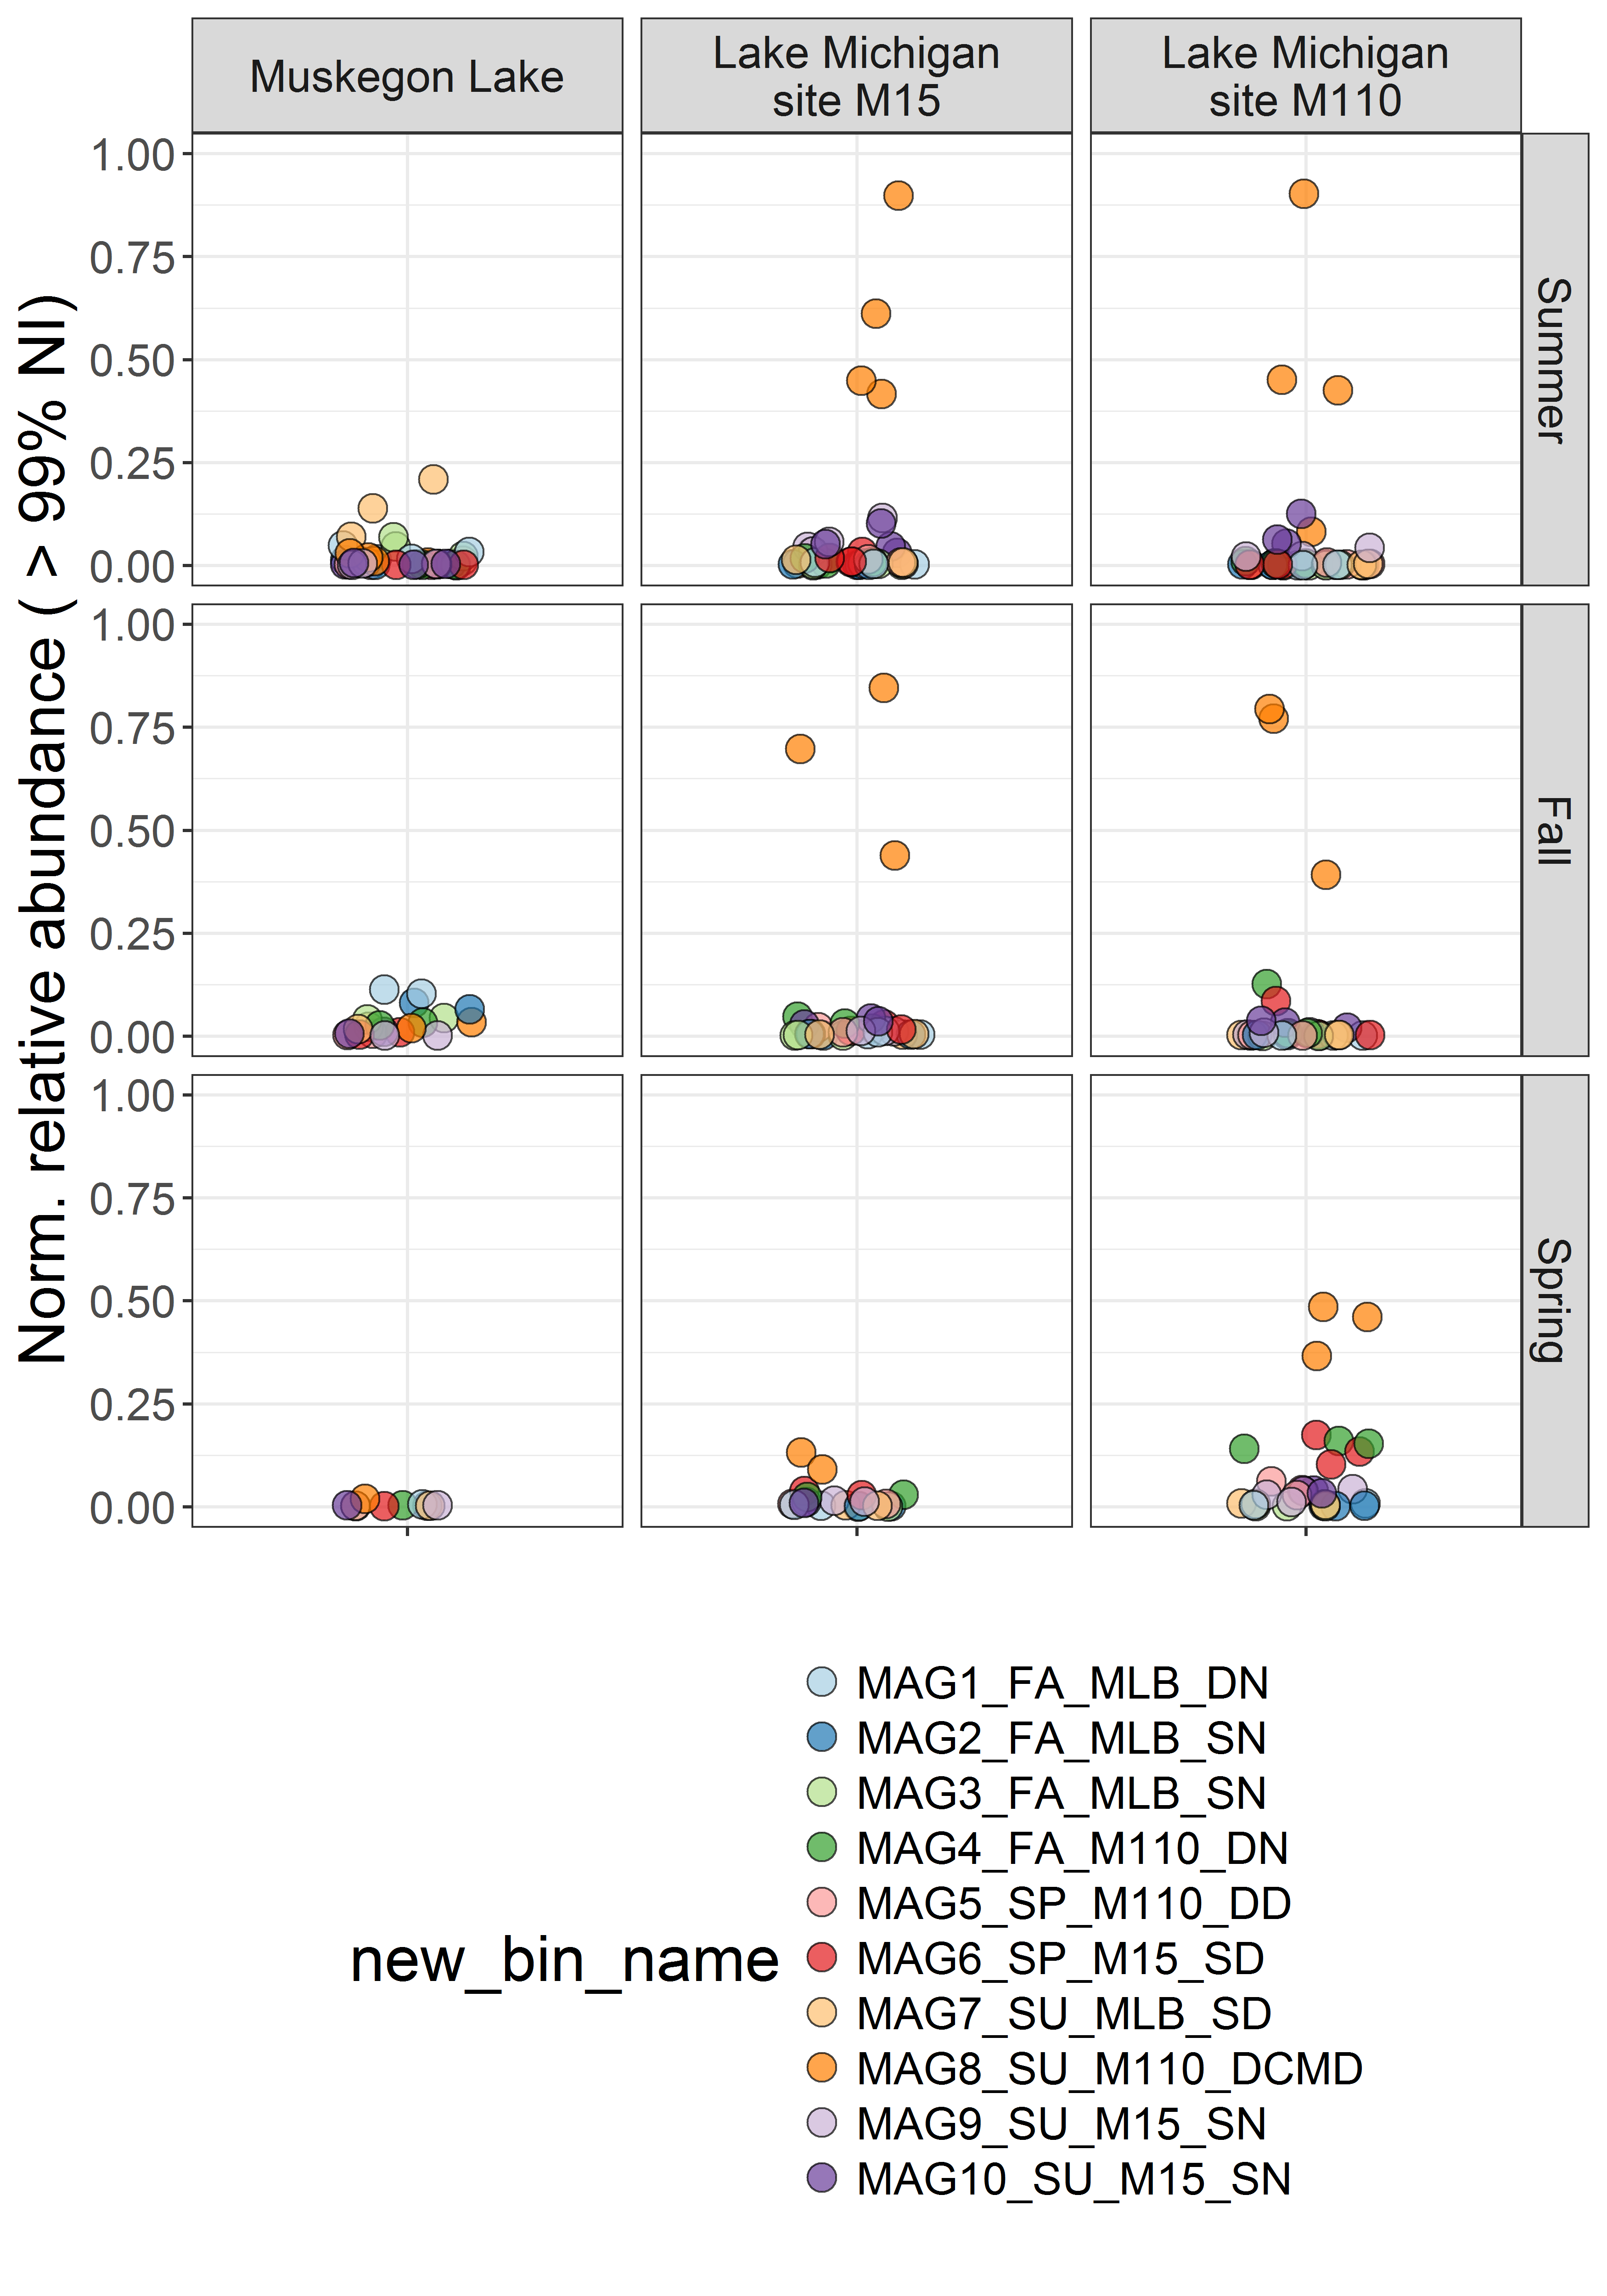 Muskegon Lake
Lake Michigan
site M15
Lake Michigan
site M110
Norm. relative abundance ( > 99% NI)
1.00
0.75
0.50
0.25
0.00
Summer
1.00
0.75
0.50
0.25
0.00
Fall
1.00
0.75
0.50
0.25
0.00
Spring
new_bin_name
MAG1_FA_MLB_DN
MAG2_FA_MLB_SN
MAG3_FA_MLB_SN
MAG4_FA_M110_DN
MAG5_SP_M110_DD
MAG6_SP_M15_SD
MAG7_SU_MLB_SD
MAG8_SU_M110_DCMD
MAG9_SU_M15_SN
MAG10_SU_M15_SN